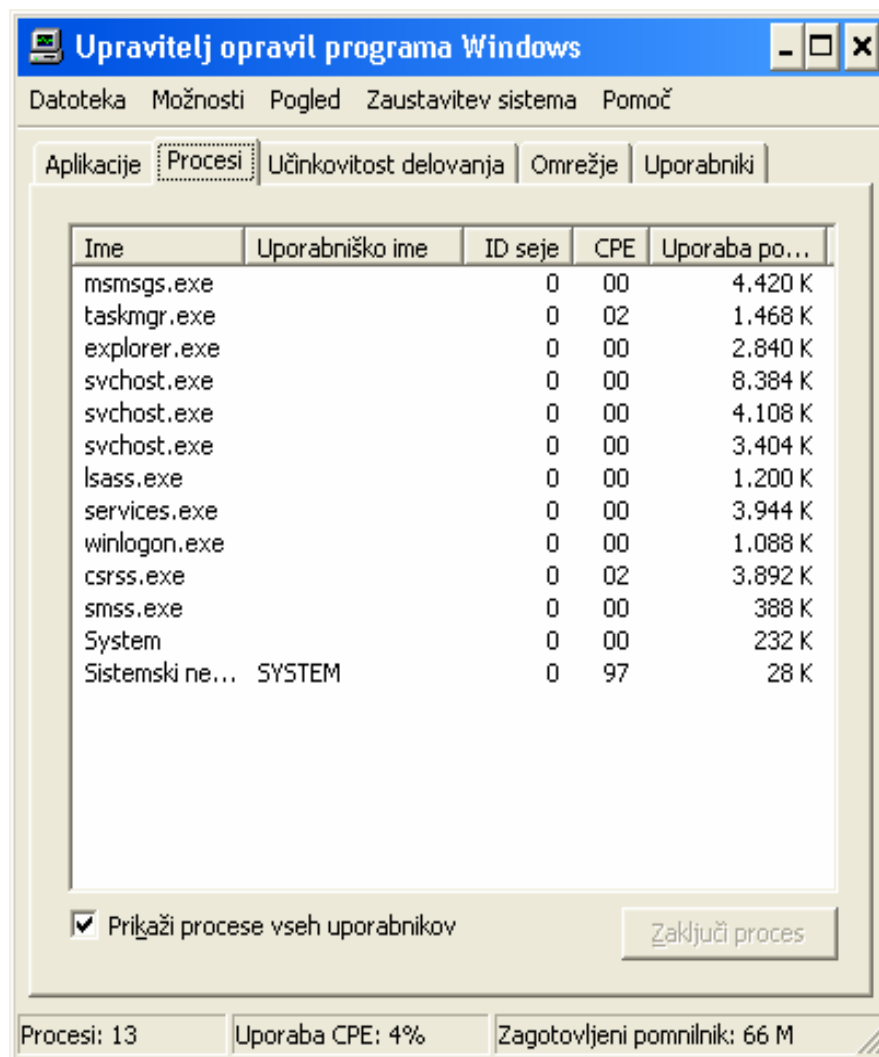 Upravitelj opravil programa Windows
Datoteka Možnosti Pogled Zaustavitev sistema Pomoč
Aplikacije Procesi Učinkovitost delovanja Omrežje Uporabniki
Ime Uporabniško ime ID seje CPE Uporaba po...
msmsgs.exe 0 00 4.420 K
taskmgr.exe 0 02 1.468 K
explorer.exe 0 00 2.840 K
svchost.exe 0 00 8.384 K
svchost.exe 0 00 4.108 K
svchost.exe 0 00 3.404 K
lsass.exe 0 00 1.200 K
services.exe 0 00 3.944 K
winlogon.exe 0 00 1.088 K
csrss.exe 0 02 3.892 K
smss.exe 0 00 388 K
System 0 00 232 K
Sistemski ne... SYSTEM 0 97 28 K
Prikaži procese vseh uporabnikov Zaključi proces
Procesi: 13 Uporaba CPE: 4% Zagotovljeni pomnilnik: 66 M